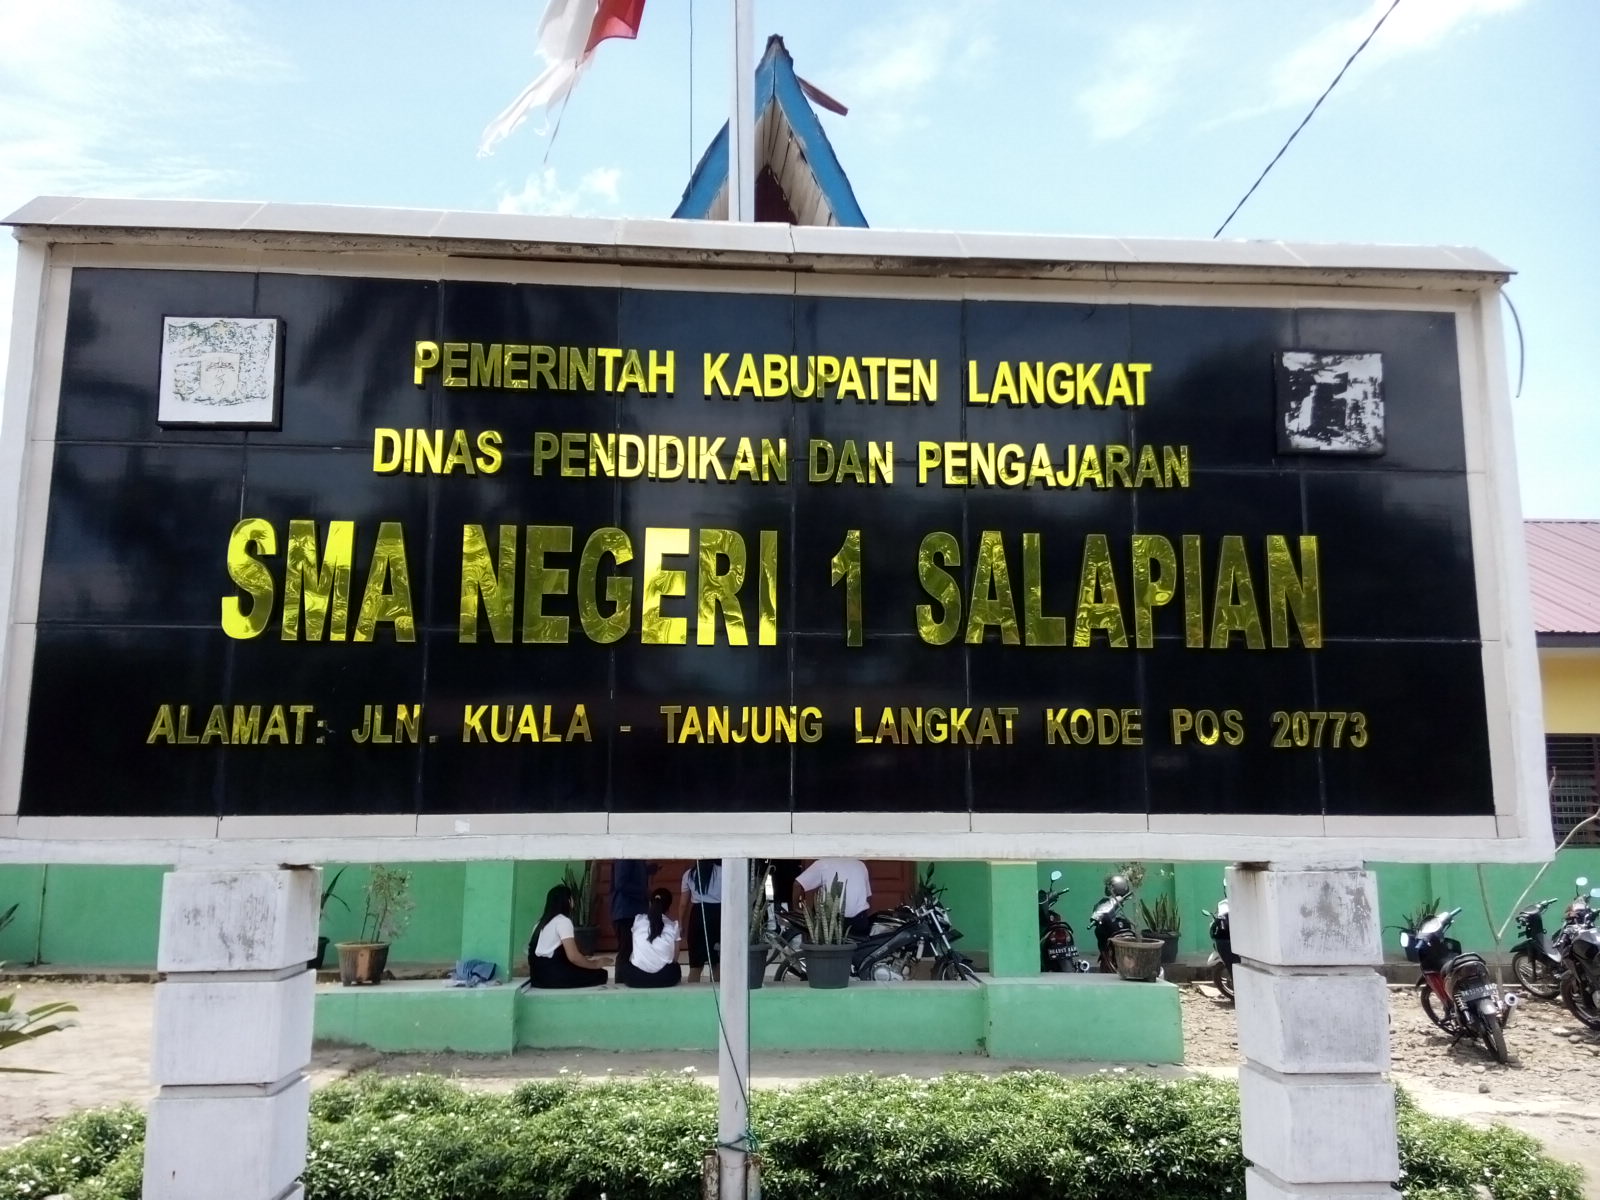 PEMERINTAH KABUPATEN LANGKAT
DINAS PENDIDIKAN DAN PENGAJARAN
SMA NEGERI 1 SALAPIAN
ALAMAT: JLN. KUALA - TANJUNG LANGKAT KODE POS 20773